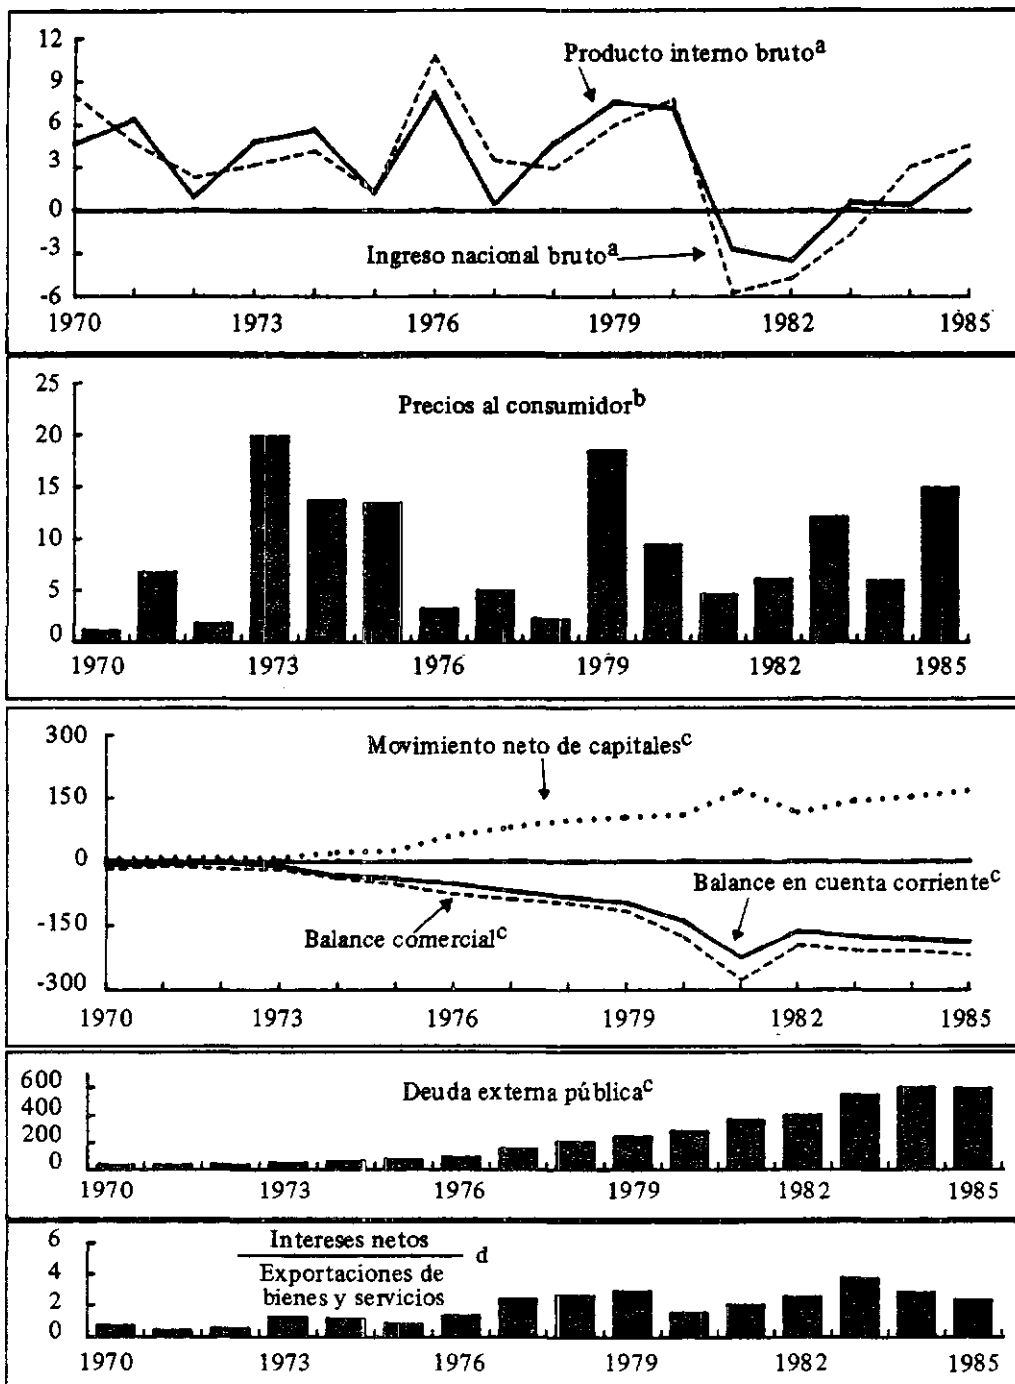 12
9
6
3
0
-3
-6
Producto interno bruto^a
Ingreso nacional bruto^a
1970 1973 1976 1979 1982 1985
25
20
15
10
5
0
Precios al consumidor^b
1970 1973 1976 1979 1982 1985
300
150
0
-150
-300
Movimiento neto de capitales^c
Balance en cuenta corriente^c
Balance comercial^c
1970 1973 1976 1979 1982 1985
600
400
200
0
Deuda externa pública^c
1970 1973 1976 1979 1982 1985
6
4
2
0
Intereses netos
d
Exportaciones de
bienes y servicios
1970 1973 1976 1979 1982 1985